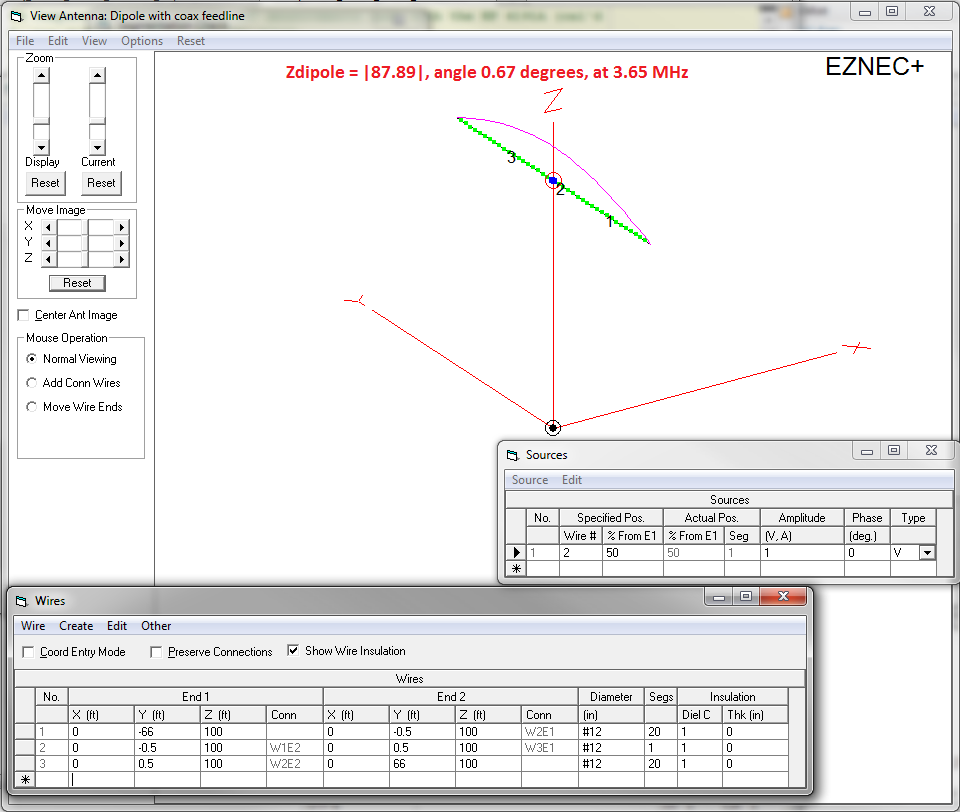 View Antenna: Dipole with coax feedline
File Edit View Options Reset
Zoom
Display Current
Reset Reset
Move Image
X
Y
Z
Reset
Center Ant Image
Mouse Operation
Normal Viewing
Add Conn Wires
Move Wire Ends
Zdipole = |87.89|, angle 0.67 degrees, at 3.65 MHz
EZNEC+
Z
3
2
1
Y
X
Sources
Source Edit
Sources
No. Specified Pos. Actual Pos. Amplitude Phase Type
Wire # % From E1 % From E1 Seg (V, A) (deg.)
1 2 50 50 1 1 0 V
Wires
Wire Create Edit Other
Coord Entry Mode Preserve Connections Show Wire Insulation
Wires
No. End 1 End 2 Diameter Segs Insulation
X (ft) Y (ft) Z (ft) Conn X (ft) Y (ft) Z (ft) Conn (in) Diel C Thk (in)
1 0 -66 100 0 -0.5 100 W2E1 #12 20 1 0
2 0 -0.5 100 W1E2 0 0.5 100 W3E1 #12 1 1 0
3 0 0.5 100 W2E2 0 66 100 #12 20 1 0